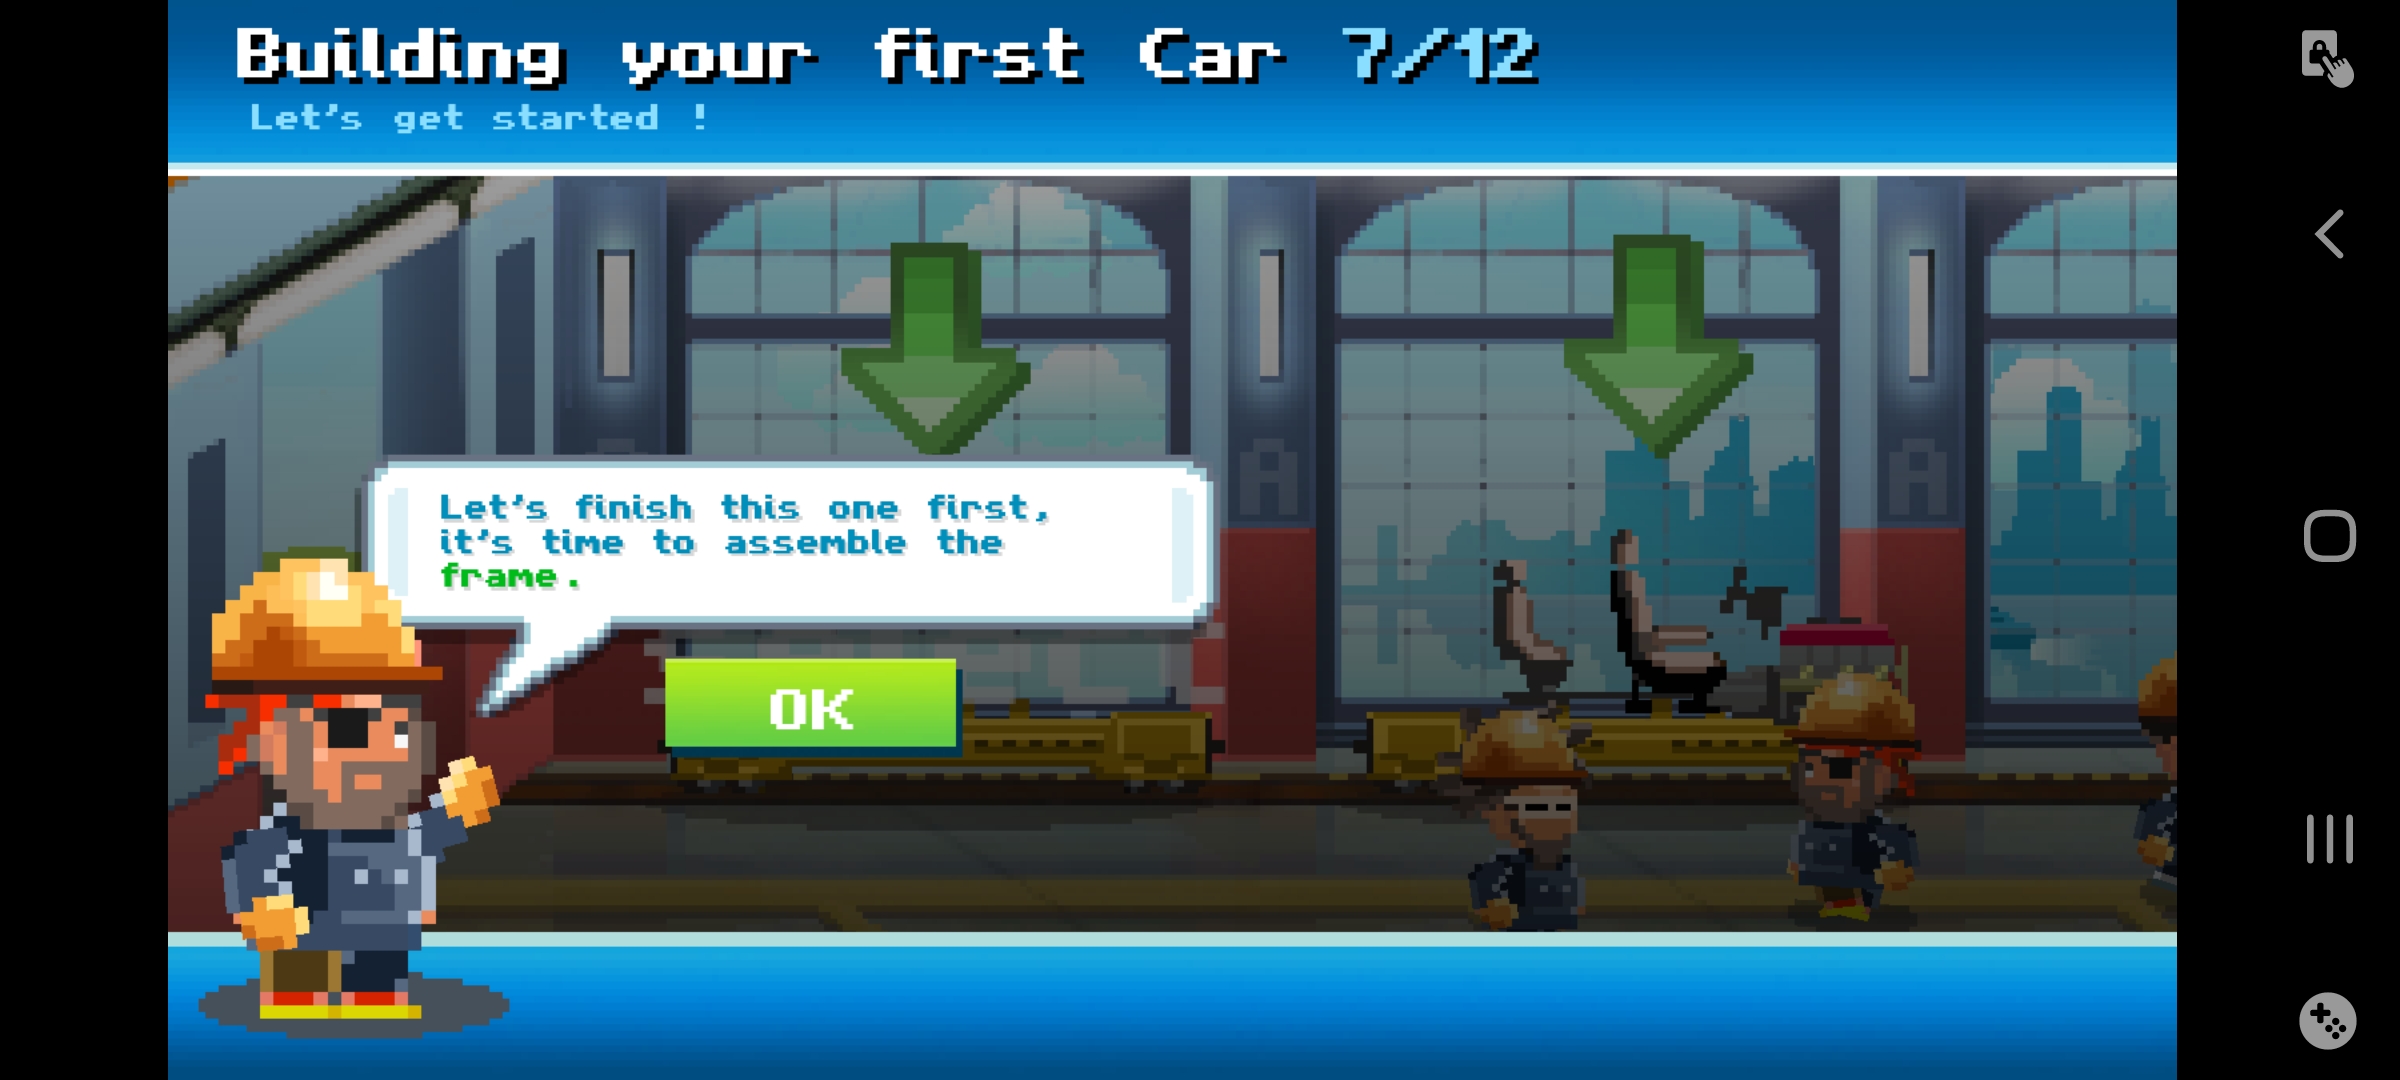 Building your first Car 7/12
Let's get started !
Let's finish this one first,
it's time to assemble the
frame.
OK
A
A